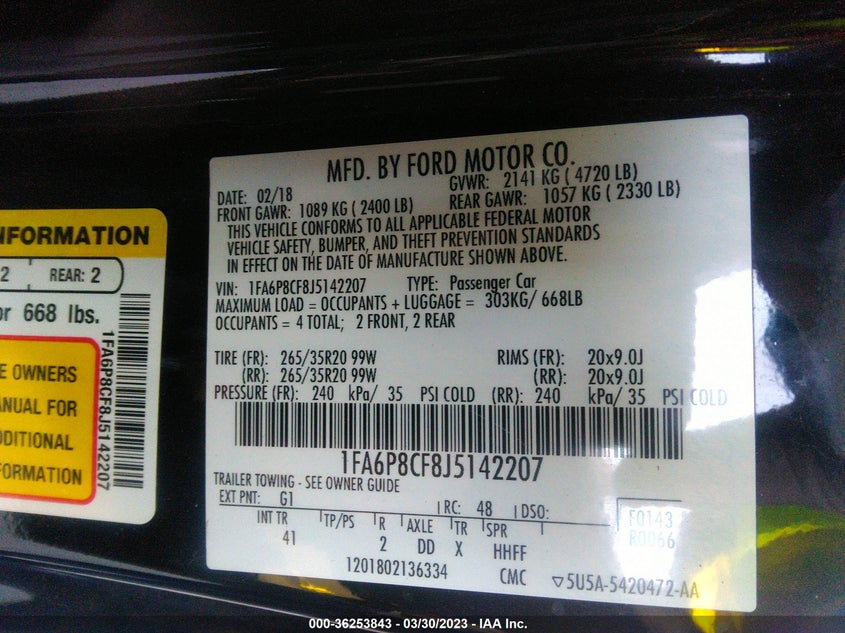 MFD. BY FORD MOTOR CO.
DATE: 02/18 GVWR: 2141 KG ( 4720 LB)
FRONT GAWR: 1089 KG ( 2400 LB) REAR GAWR: 1057 KG ( 2330 LB)
THIS VEHICLE CONFORMS TO ALL APPLICABLE FEDERAL MOTOR
VEHICLE SAFETY, BUMPER, AND THEFT PREVENTION STANDARDS
IN EFFECT ON THE DATE OF MANUFACTURE SHOWN ABOVE.
VIN: 1FA6P8CF8J5142207 TYPE: Passenger Car
MAXIMUM LOAD = OCCUPANTS + LUGGAGE = 303KG/ 668LB
OCCUPANTS = 4 TOTAL; 2 FRONT, 2 REAR
TIRE (FR): 265/35R20 99W RIMS (FR): 20x9.0J
(RR): 265/35R20 99W (RR): 20x9.0J
PRESSURE (FR): 240 kPa/ 35 PSI COLD (RR): 240 kPa/ 35 PSI COLD
1FA6P8CF8J5142207
TRAILER TOWING - SEE OWNER GUIDE
EXT PNT: G1 RC: 48 DSO:
INT TR TP/PS R AXLE TR SPR
41 2 DD X HHFF
F0143
R0066
1201802136334 CMC 5U5A-5420472-AA
NFORMATION
2 REAR: 2
or 668 lbs.
E OWNERS
ANUAL FOR
DDITIONAL
FORMATION
1FA6P8CF8J5142207
000-36253843 - 03/30/2023 - IAA Inc.